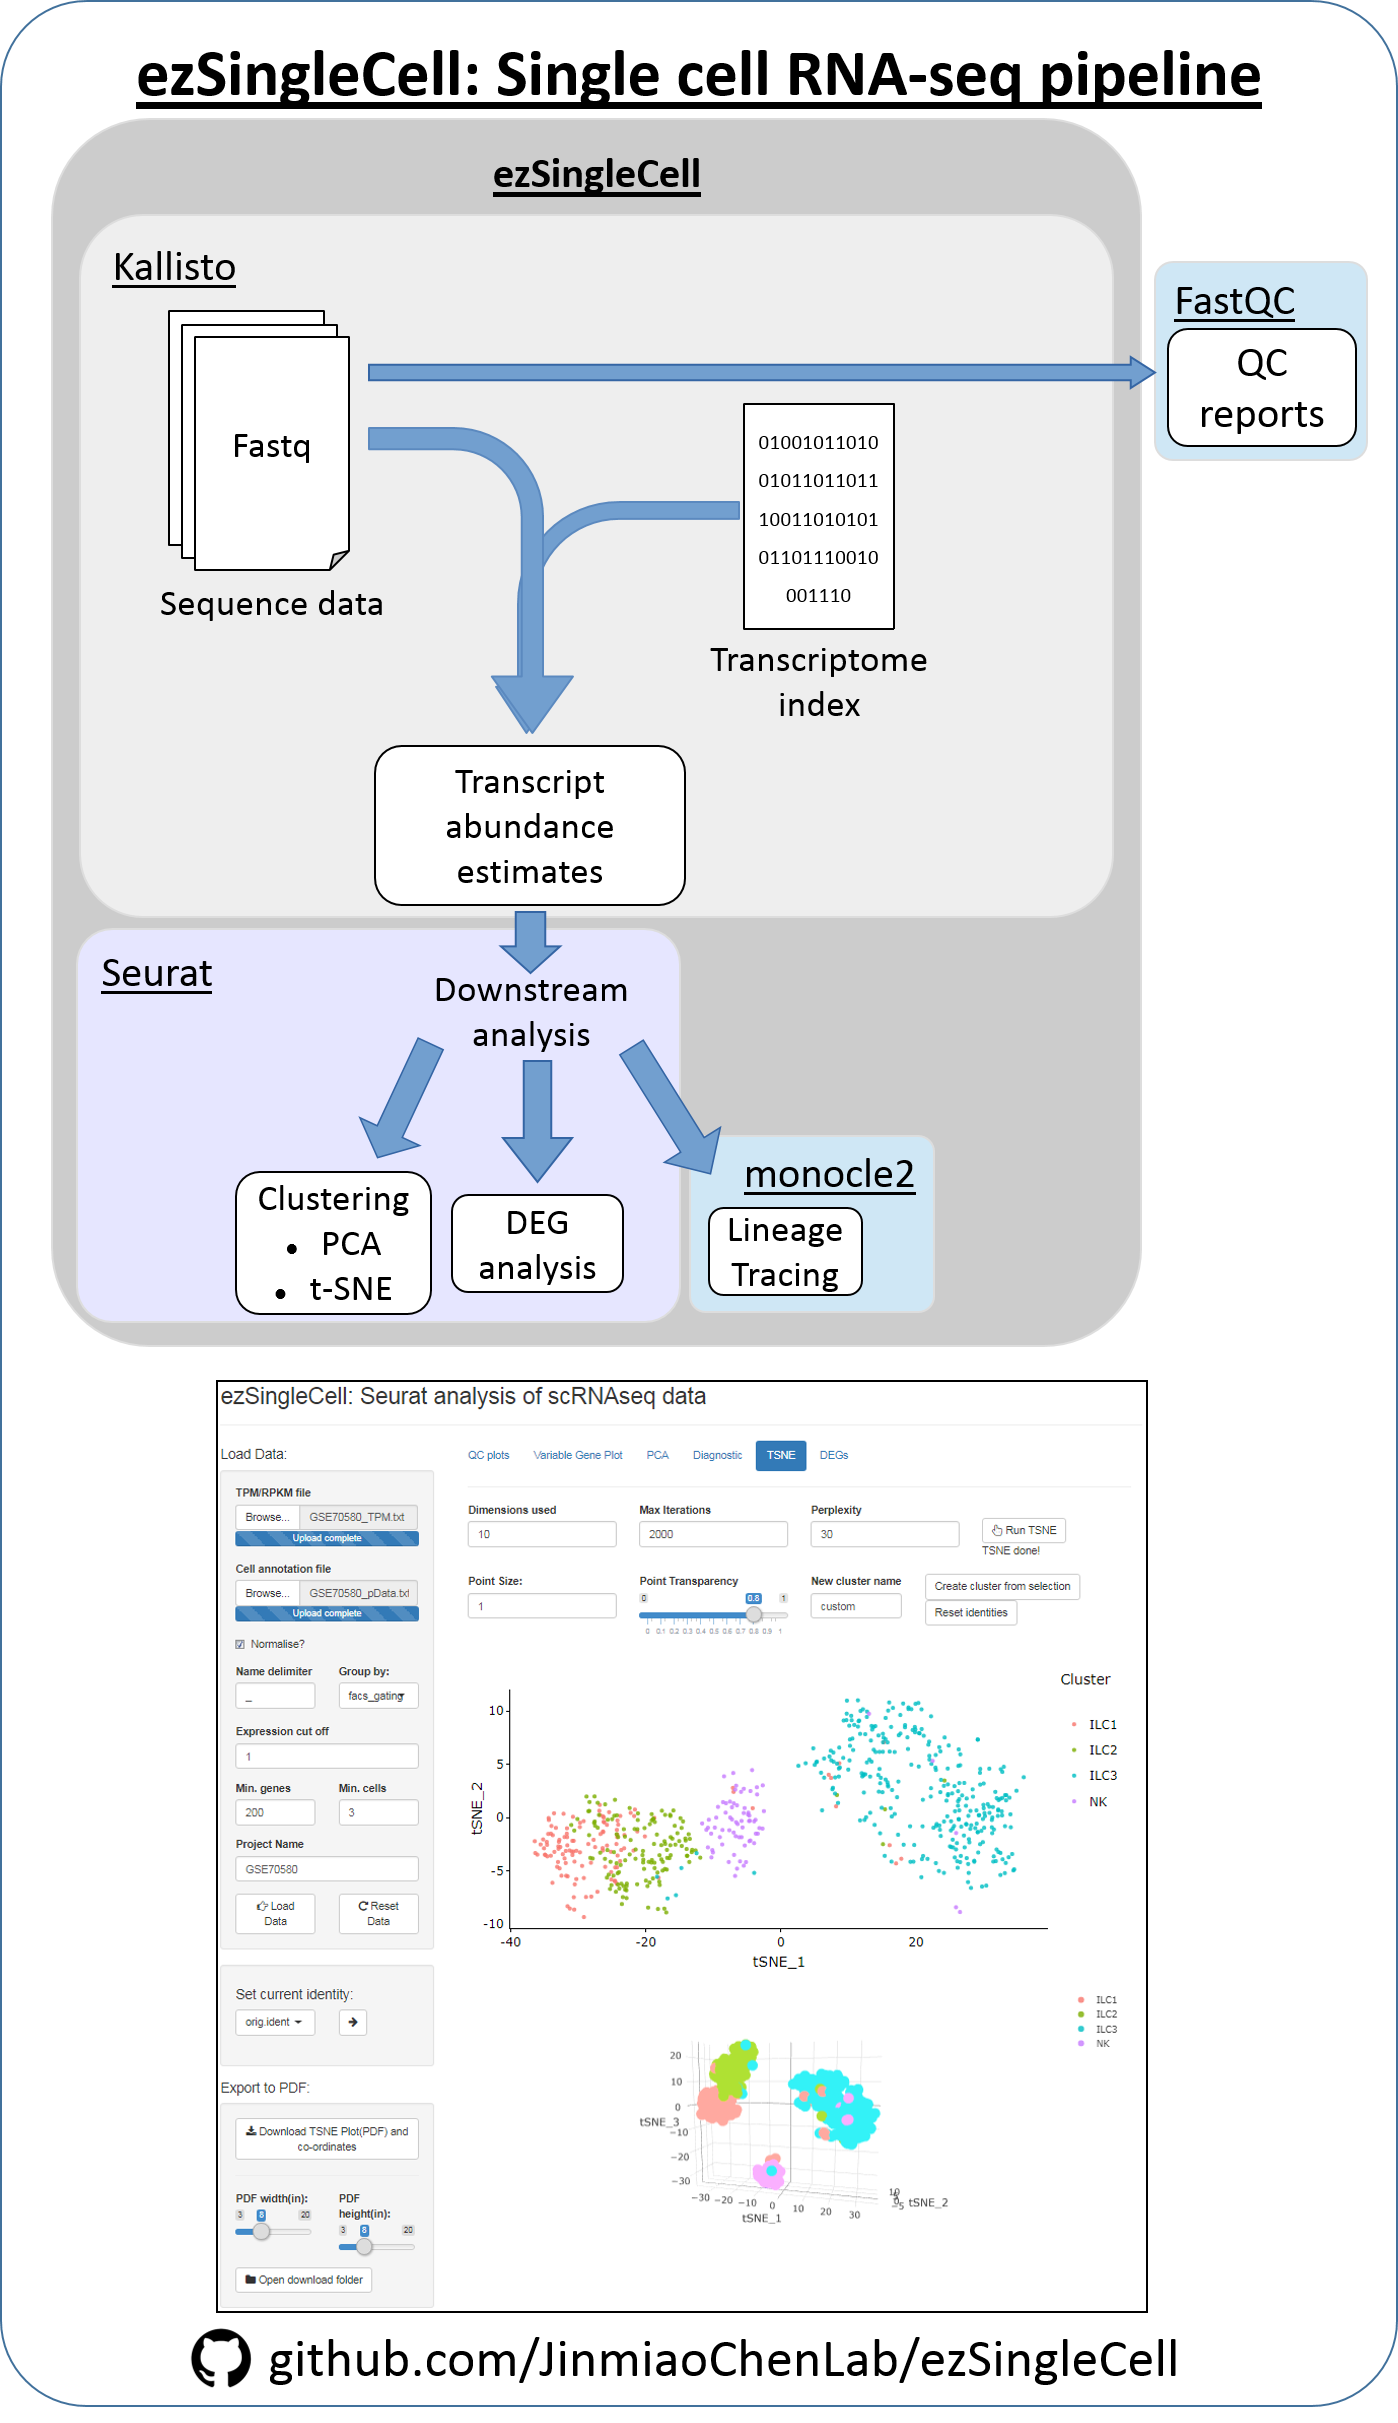 ezSingleCell: Single cell RNA-seq pipeline
ezSingleCell
Kallisto
FastQC
QC
reports
Fastq
Sequence data
01001011010
01011011011
10011010101
01101110010
001110
Transcriptome
index
Transcript
abundance
estimates
Seurat
Downstream
analysis
Clustering
• PCA
• t-SNE
DEG
analysis
monocle2
Lineage
Tracing
ezSingleCell: Seurat analysis of scRNAseq data
Load Data:
TPM/RPKM file
Browse... GSE70580_TPM.txt
Upload complete
Cell annotation file
Browse... GSE70580_pData.txt
Upload complete
Normalise?
Name delimiter Group by:
_ facs_gating
Expression cut off
1
Min. genes Min. cells
200 3
Project Name
GSE70580
Load
Data
Reset
Data
Set current identity:
orig.ident
Export to PDF:
Download TSNE Plot(PDF) and
co-ordinates
PDF width(in):
3 8 20
PDF
height(in):
3 8 20
Open download folder
QC plots Variable Gene Plot PCA Diagnostic TSNE DEGs
Dimensions used Max Iterations Perplexity
10 2000 30 Run TSNE
TSNE done!
Point Size: Point Transparency New cluster name
1 custom
0 0.8 1
0 0.1 0.2 0.3 0.4 0.5 0.6 0.7 0.8 0.9 1
Create cluster from selection
Reset identities
Cluster
ILC1
ILC2
ILC3
NK
tSNE_2
10
5
0
-5
-10
-40 -20 0 20
tSNE_1
ILC1
ILC2
ILC3
NK
20
10
0
tSNE_3
−10
−20
−30
−30 −20 −10 0 10 20 30
tSNE_1
10
−5 tSNE_2
github.com/JinmiaoChenLab/ezSingleCell